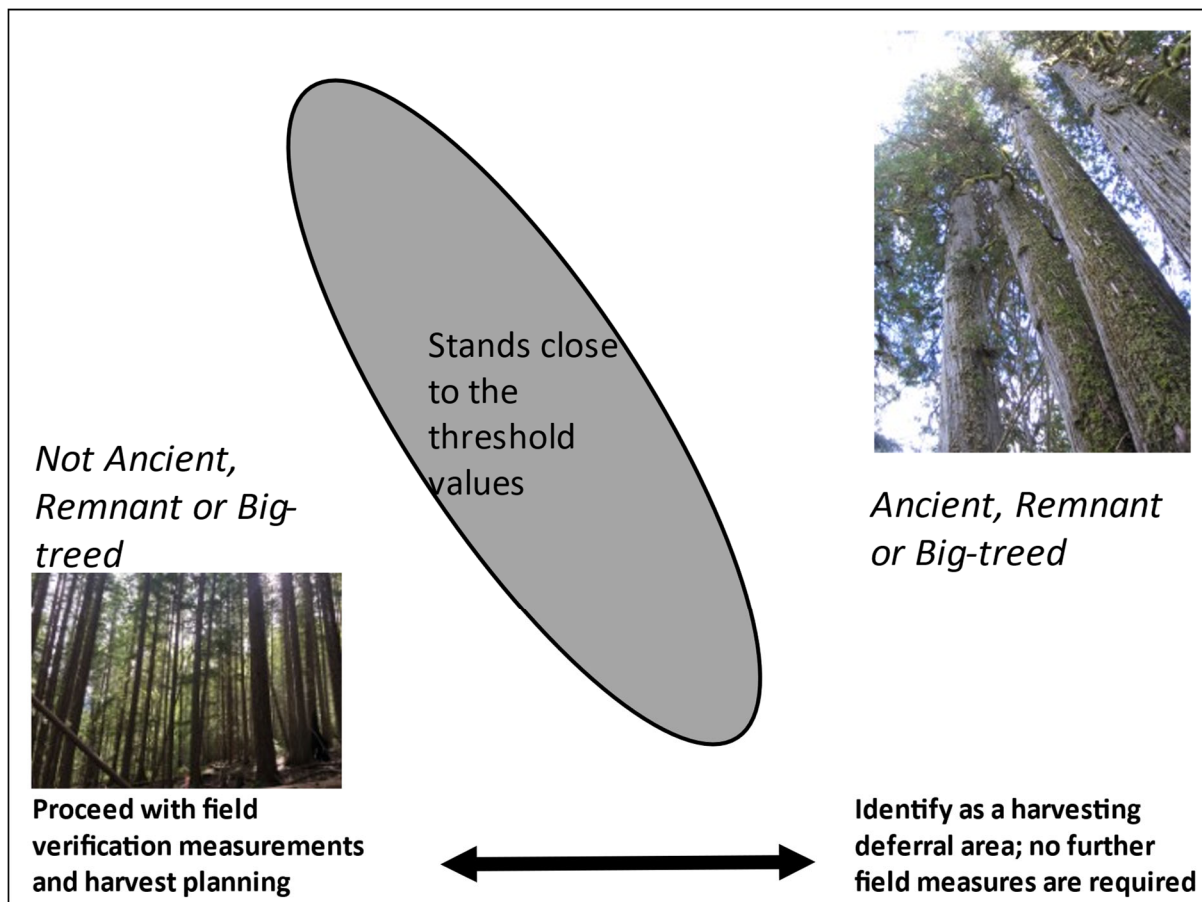 Stands close
to the
threshold
values
Not Ancient,
Remnant or Big-
treed
Ancient, Remnant
or Big-treed
Proceed with field
verification measurements
and harvest planning
Identify as a harvesting
deferral area; no further
field measures are required